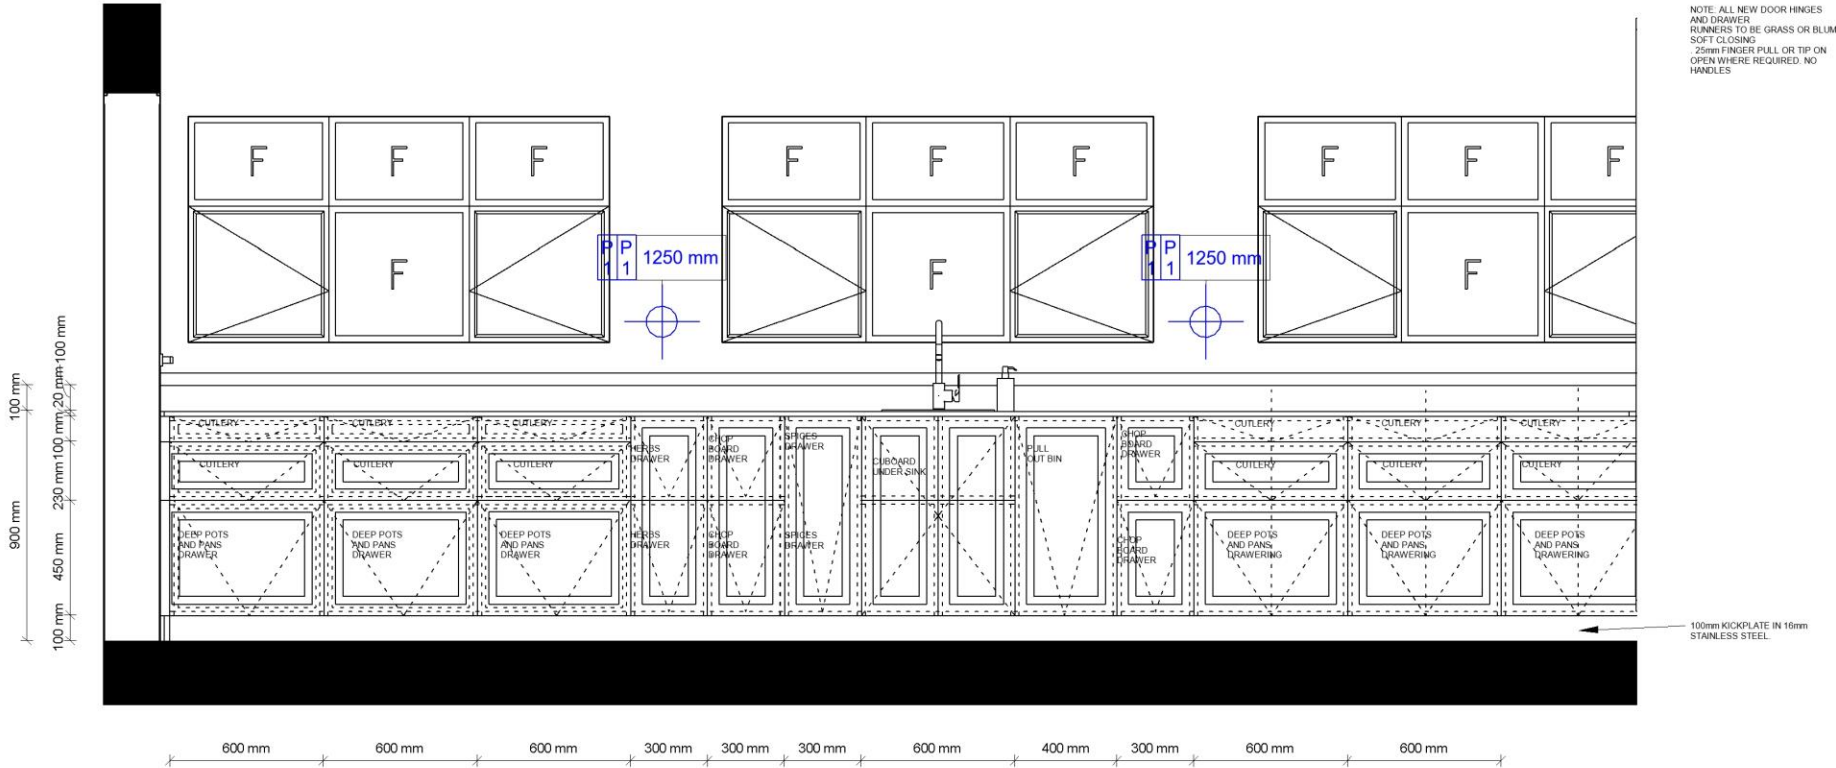 NOTE: ALL NEW DOOR HINGES
AND DRAWER
RUNNERS TO BE GRASS OR BLUM
SOFT CLOSING
. 25mm FINGER PULL OR TIP ON
OPEN WHERE REQUIRED. NO
HANDLES
F
F
F
F
F
F
F
F
F
F
F
F
P P 1250 mm
1 1
P P 1250 mm
1 1
100 mm
900 mm
100 mm
20 mm
100 mm
230 mm
450 mm
100 mm
CUTLERY
CUTLERY
CUTLERY
CUTLERY
CUTLERY
CUTLERY
DEEP POTS
AND PANS
DRAWER
DEEP POTS
AND PANS
DRAWER
DEEP POTS
AND PANS
DRAWER
HERBS
DRAWER
HERBS
DRAWER
CHOP
BOARD
DRAWER
CHOP
BOARD
DRAWER
SPICES
DRAWER
SPICES
DRAWER
CUBOARD
UNDER SINK
PULL
OUT BIN
CHOP
BOARD
DRAWER
CHOP
BOARD
DRAWER
CUTLERY
CUTLERY
CUTLERY
CUTLERY
CUTLERY
CUTLERY
DEEP POTS
AND PANS
DRAWERING
DEEP POTS
AND PANS
DRAWERING
DEEP POTS
AND PANS
DRAWERING
100mm KICKPLATE IN 16mm
STAINLESS STEEL.
600 mm
600 mm
600 mm
300 mm
300 mm
300 mm
600 mm
400 mm
300 mm
600 mm
600 mm